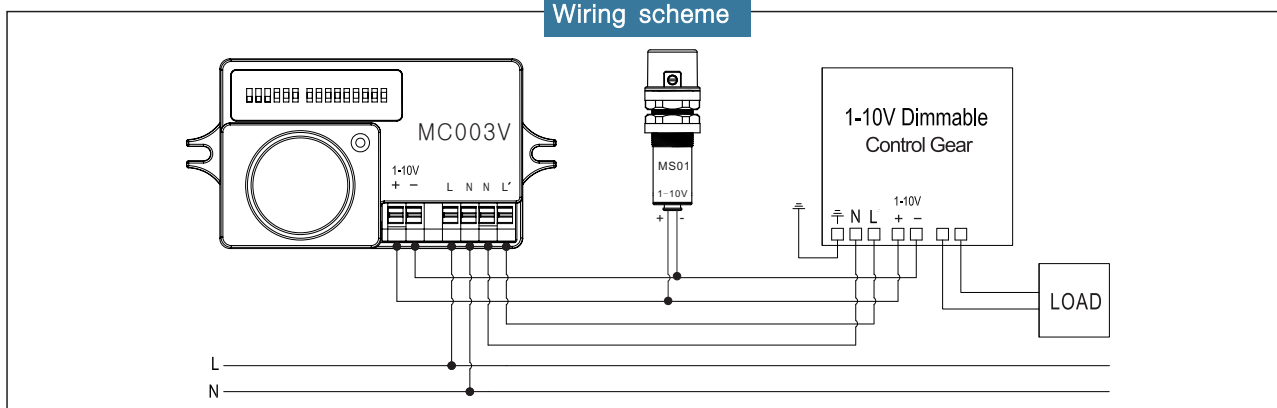 Wiring scheme
MC003V
1-10V
+ − L N N L′
MS01
1-10V
+ -
1-10V Dimmable
Control Gear
1-10V
N L + −
LOAD
L
N